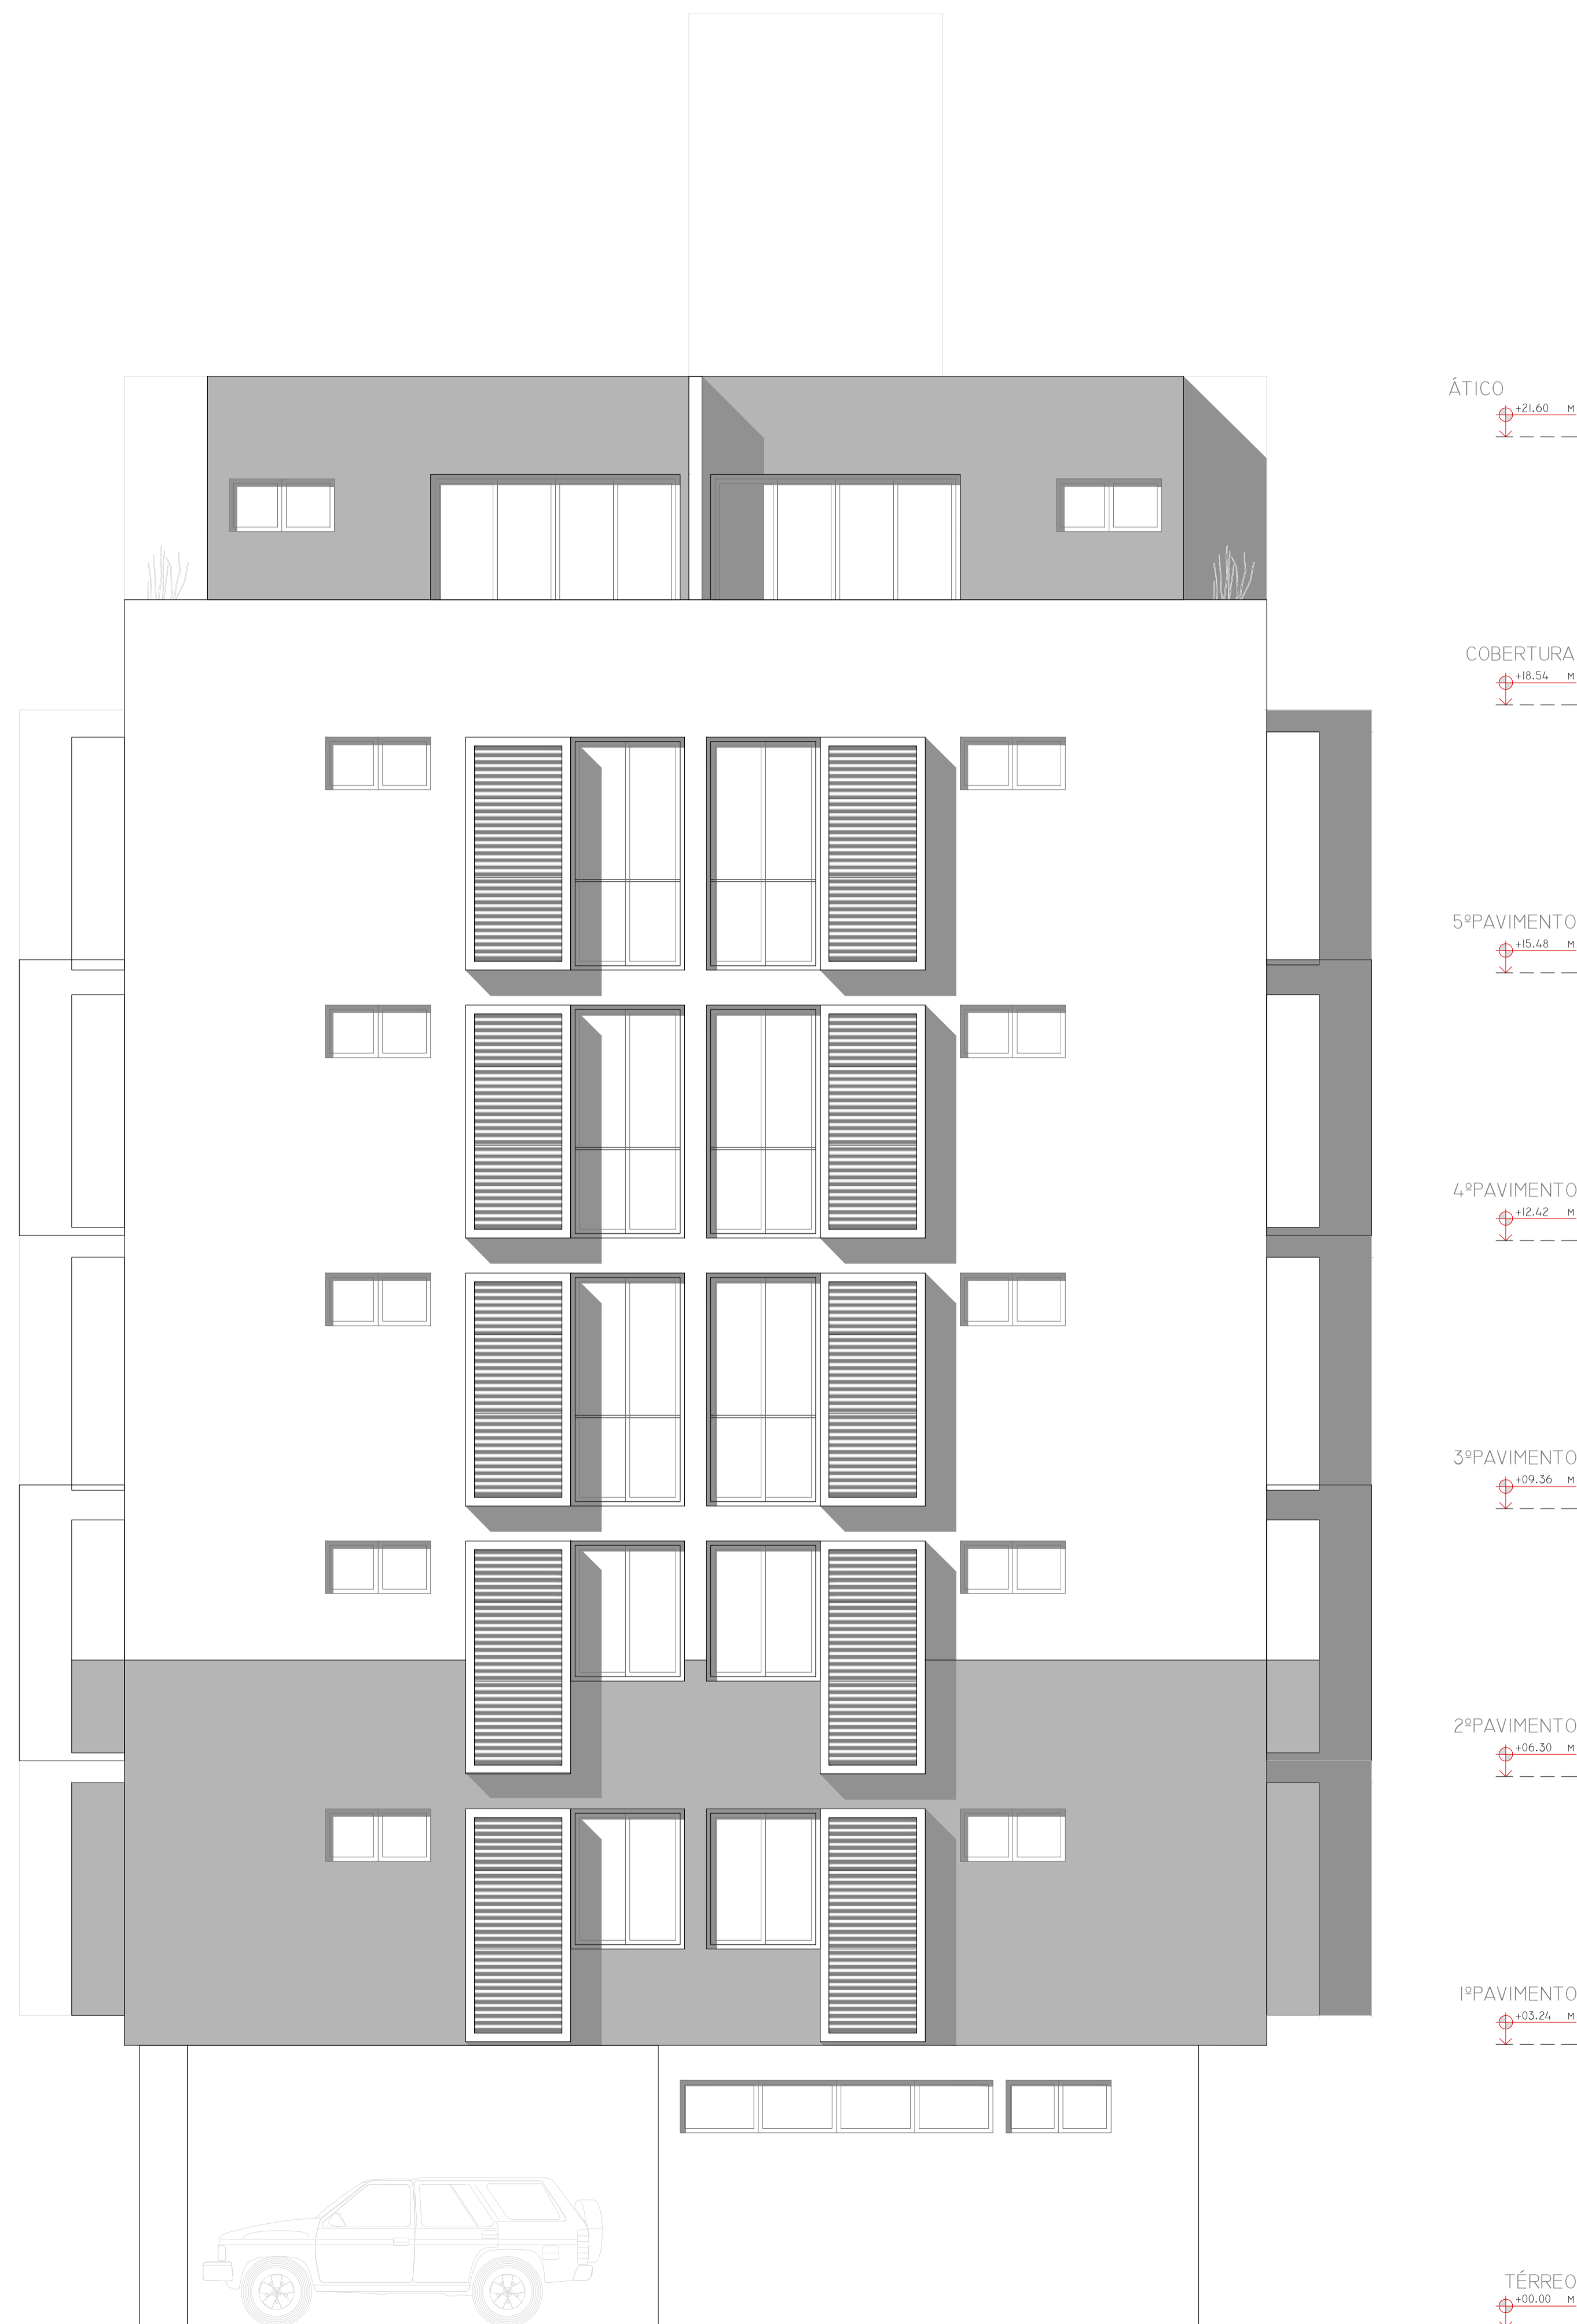 ÁTICO
+21.60 M
COBERTURA
+18.54 M
5ºPAVIMENTO
+15.48 M
4ºPAVIMENTO
+12.42 M
3ºPAVIMENTO
+09.36 M
2ºPAVIMENTO
+06.30 M
1ºPAVIMENTO
+03.24 M
TÉRREO
+00.00 M